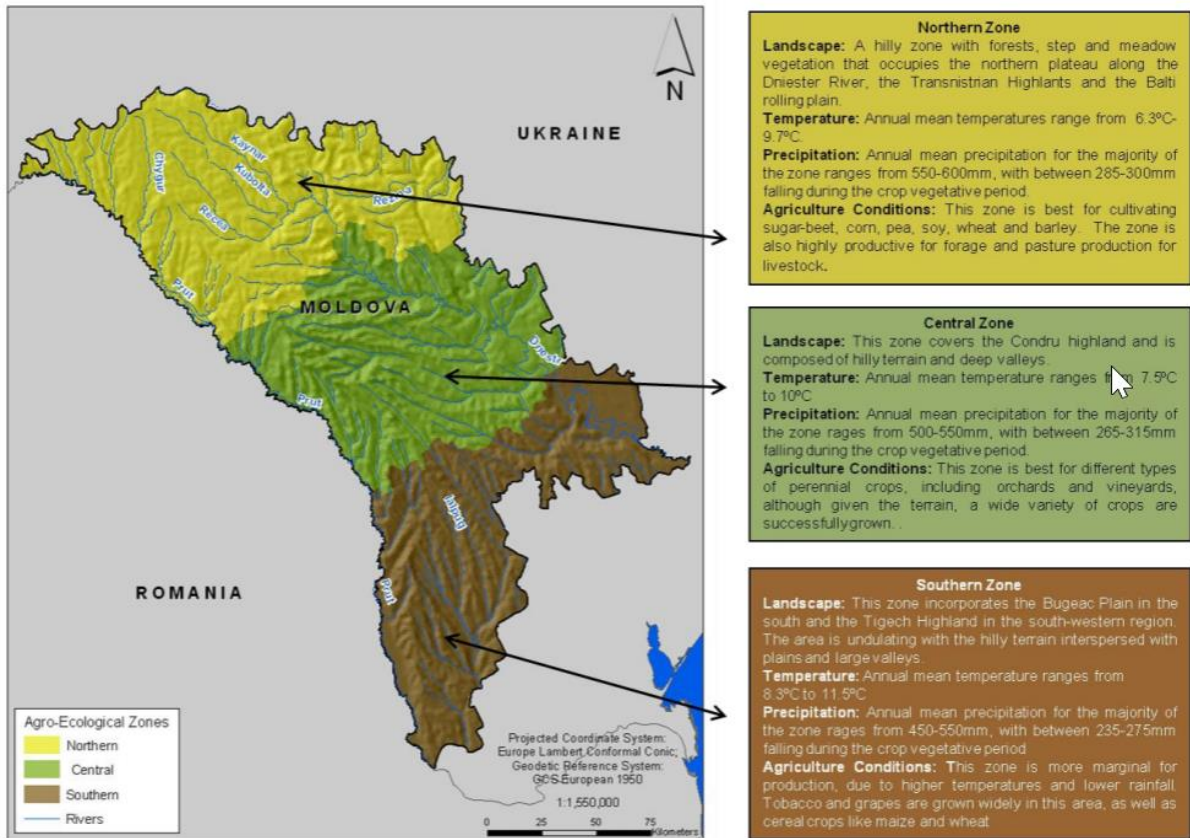 N
UKRAINE
Kaynar
Kubolta
Chygur
Reces
Rezina
Prut
MOLDOVA
Dniestr
Prut
Ialpug
Prut
ROMANIA
Agro-Ecological Zones
Northern
Central
Southern
Rivers
Projected Coordinate System:
Europe Lambert Conformal Conic;
Geodetic Reference System:
GCS European 1950
1:1,550,000
0 25 50 75 100
Kilometers
Northern Zone
Landscape: A hilly zone with forests, step and meadow
vegetation that occupies the northern plateau along the
Dniester River, the Transnistrian Highlants and the Balti
rolling plain.
Temperature: Annual mean temperatures range from 6.3ºC-
9.7ºC.
Precipitation: Annual mean precipitation for the majority of
the zone ranges from 550-600mm, with between 285-300mm
falling during the crop vegetative period.
Agriculture Conditions: This zone is best for cultivating
sugar-beet, corn, pea, soy, wheat and barley. The zone is
also highly productive for forage and pasture production for
livestock.
Central Zone
Landscape: This zone covers the Condru highland and is
composed of hilly terrain and deep valleys.
Temperature: Annual mean temperature ranges from 7.5ºC
to 10ºC
Precipitation: Annual mean precipitation for the majority of
the zone rages from 500-550mm, with between 265-315mm
falling during the crop vegetative period.
Agriculture Conditions: This zone is best for different types
of perennial crops, including orchards and vineyards,
although given the terrain, a wide variety of crops are
successfullygrown. .
Southern Zone
Landscape: This zone incorporates the Bugeac Plain in the
south and the Tigech Highland in the south-western region.
The area is undulating with the hilly terrain interspersed with
plains and large valleys.
Temperature: Annual mean temperature ranges from
8.3ºC to 11.5ºC
Precipitation: Annual mean precipitation for the majority of
the zone rages from 450-550mm, with between 235-275mm
falling during the crop vegetative period
Agriculture Conditions: This zone is more marginal for
production, due to higher temperatures and lower rainfall.
Tobacco and grapes are grown widely in this area, as well as
cereal crops like maize and wheat